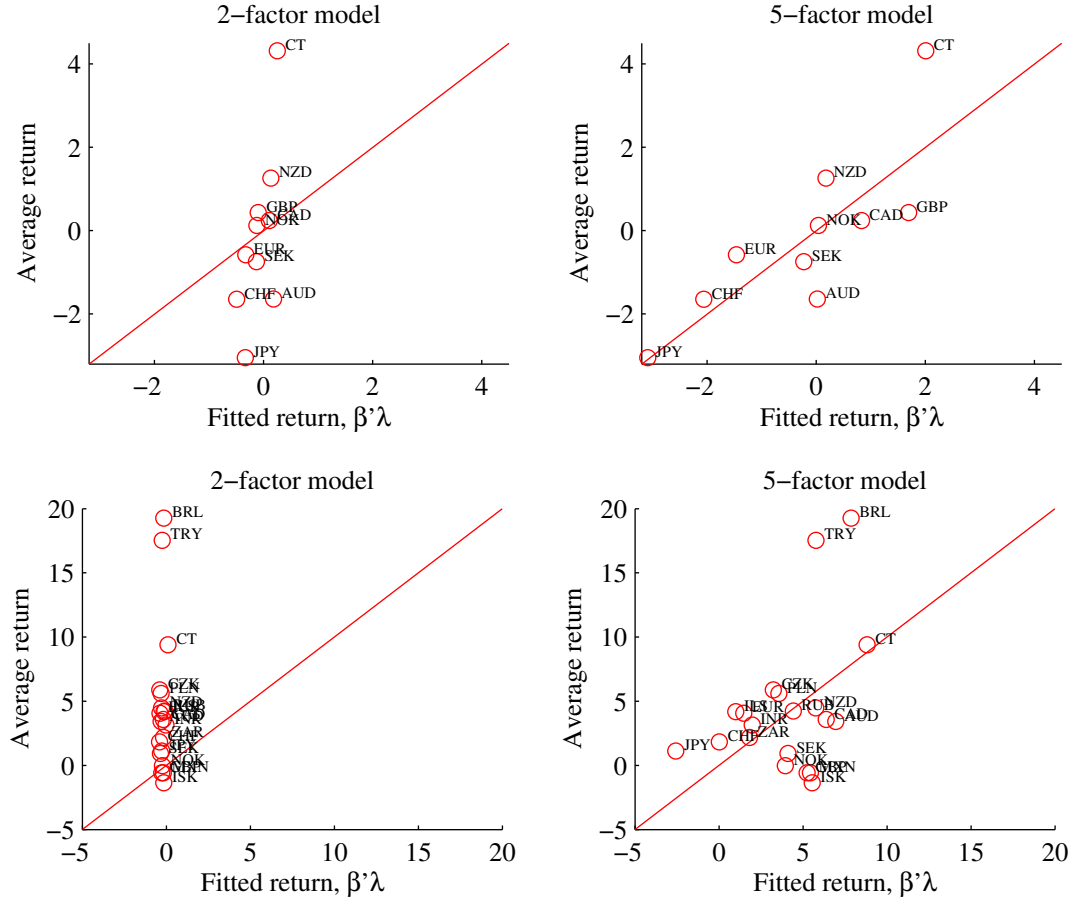 2−factor model
CT
NZD
GBP
CAD
NOK
EUR
SEK
CHF
AUD
JPY
4
2
0
−2
−2
0
2
4
Average return
Fitted return, β’λ
5−factor model
CT
NZD
GBP
CAD
NOK
EUR
SEK
CHF
AUD
JPY
4
2
0
−2
−2
0
2
4
Average return
Fitted return, β’λ
2−factor model
BRL
TRY
CT
CZK
PLN
NZD
INR
ZAR
CHF
JPY
SEK
NOK
ISK
20
15
10
5
0
−5
−5
0
5
10
15
20
Average return
Fitted return, β’λ
5−factor model
BRL
TRY
CT
CZK
PLN
NZD
RUB
ILS
EUR
CAD
AUD
INR
ZAR
CHF
JPY
SEK
NOK
ISK
20
15
10
5
0
−5
−5
0
5
10
15
20
Average return
Fitted return, β’λ